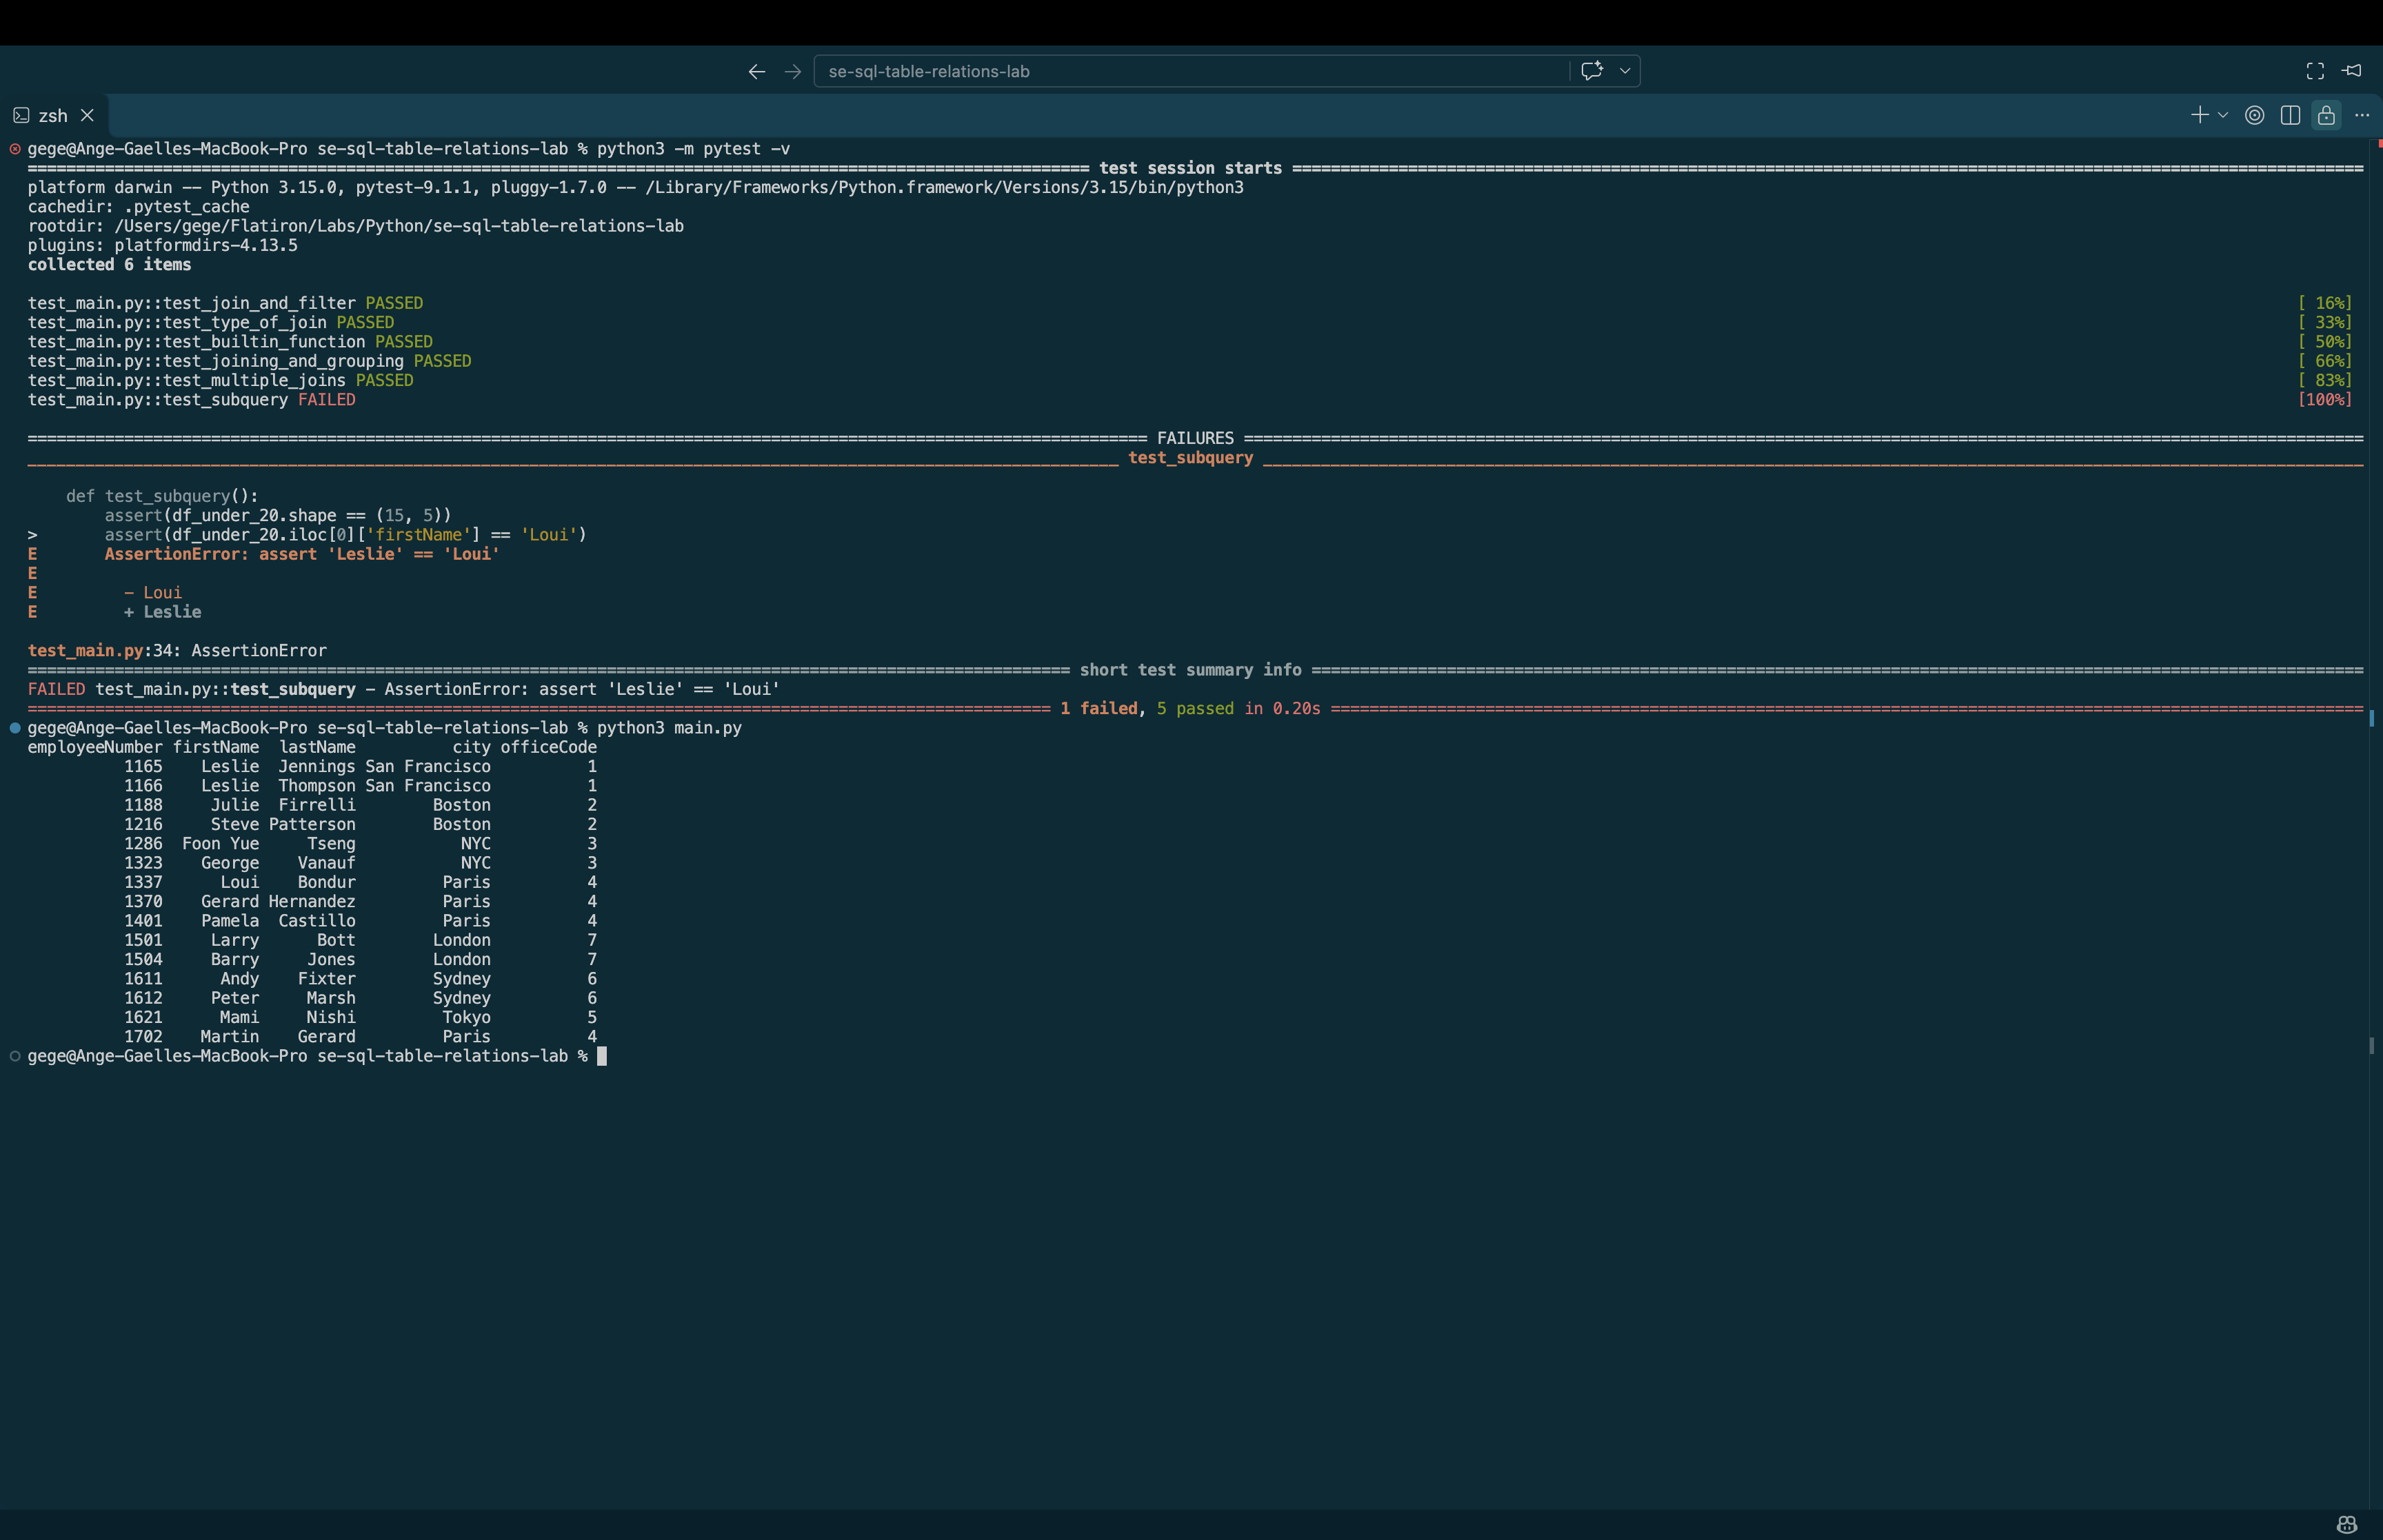 se-sql-table-relations-lab
zsh
gege@Ange-Gaelles-MacBook-Pro se-sql-table-relations-lab % python3 -m pytest -v
test session starts
platform darwin -- Python 3.15.0, pytest-9.1.1, pluggy-1.7.0 -- /Library/Frameworks/Python.framework/Versions/3.15/bin/python3
cachedir: .pytest_cache
rootdir: /Users/gege/Flatiron/Labs/Python/se-sql-table-relations-lab
plugins: platformdirs-4.13.5
collected 6 items
test_main.py::test_join_and_filter PASSED [ 16%]
test_main.py::test_type_of_join PASSED [ 33%]
test_main.py::test_builtin_function PASSED [ 50%]
test_main.py::test_joining_and_grouping PASSED [ 66%]
test_main.py::test_multiple_joins PASSED [ 83%]
test_main.py::test_subquery FAILED [100%]
FAILURES
test_subquery
def test_subquery():
assert(df_under_20.shape == (15, 5))
> assert(df_under_20.iloc[0]['firstName'] == 'Loui')
E AssertionError: assert 'Leslie' == 'Loui'
E
E - Loui
E + Leslie
test_main.py:34: AssertionError
short test summary info
FAILED test_main.py::test_subquery - AssertionError: assert 'Leslie' == 'Loui'
1 failed, 5 passed in 0.20s
gege@Ange-Gaelles-MacBook-Pro se-sql-table-relations-lab % python3 main.py
employeeNumber firstName lastName city officeCode
1165 Leslie Jennings San Francisco 1
1166 Leslie Thompson San Francisco 1
1188 Julie Firrelli Boston 2
1216 Steve Patterson Boston 2
1286 Foon Yue Tseng NYC 3
1323 George Vanauf NYC 3
1337 Loui Bondur Paris 4
1370 Gerard Hernandez Paris 4
1401 Pamela Castillo Paris 4
1501 Larry Bott London 7
1504 Barry Jones London 7
1611 Andy Fixter Sydney 6
1612 Peter Marsh Sydney 6
1621 Mami Nishi Tokyo 5
1702 Martin Gerard Paris 4
gege@Ange-Gaelles-MacBook-Pro se-sql-table-relations-lab %